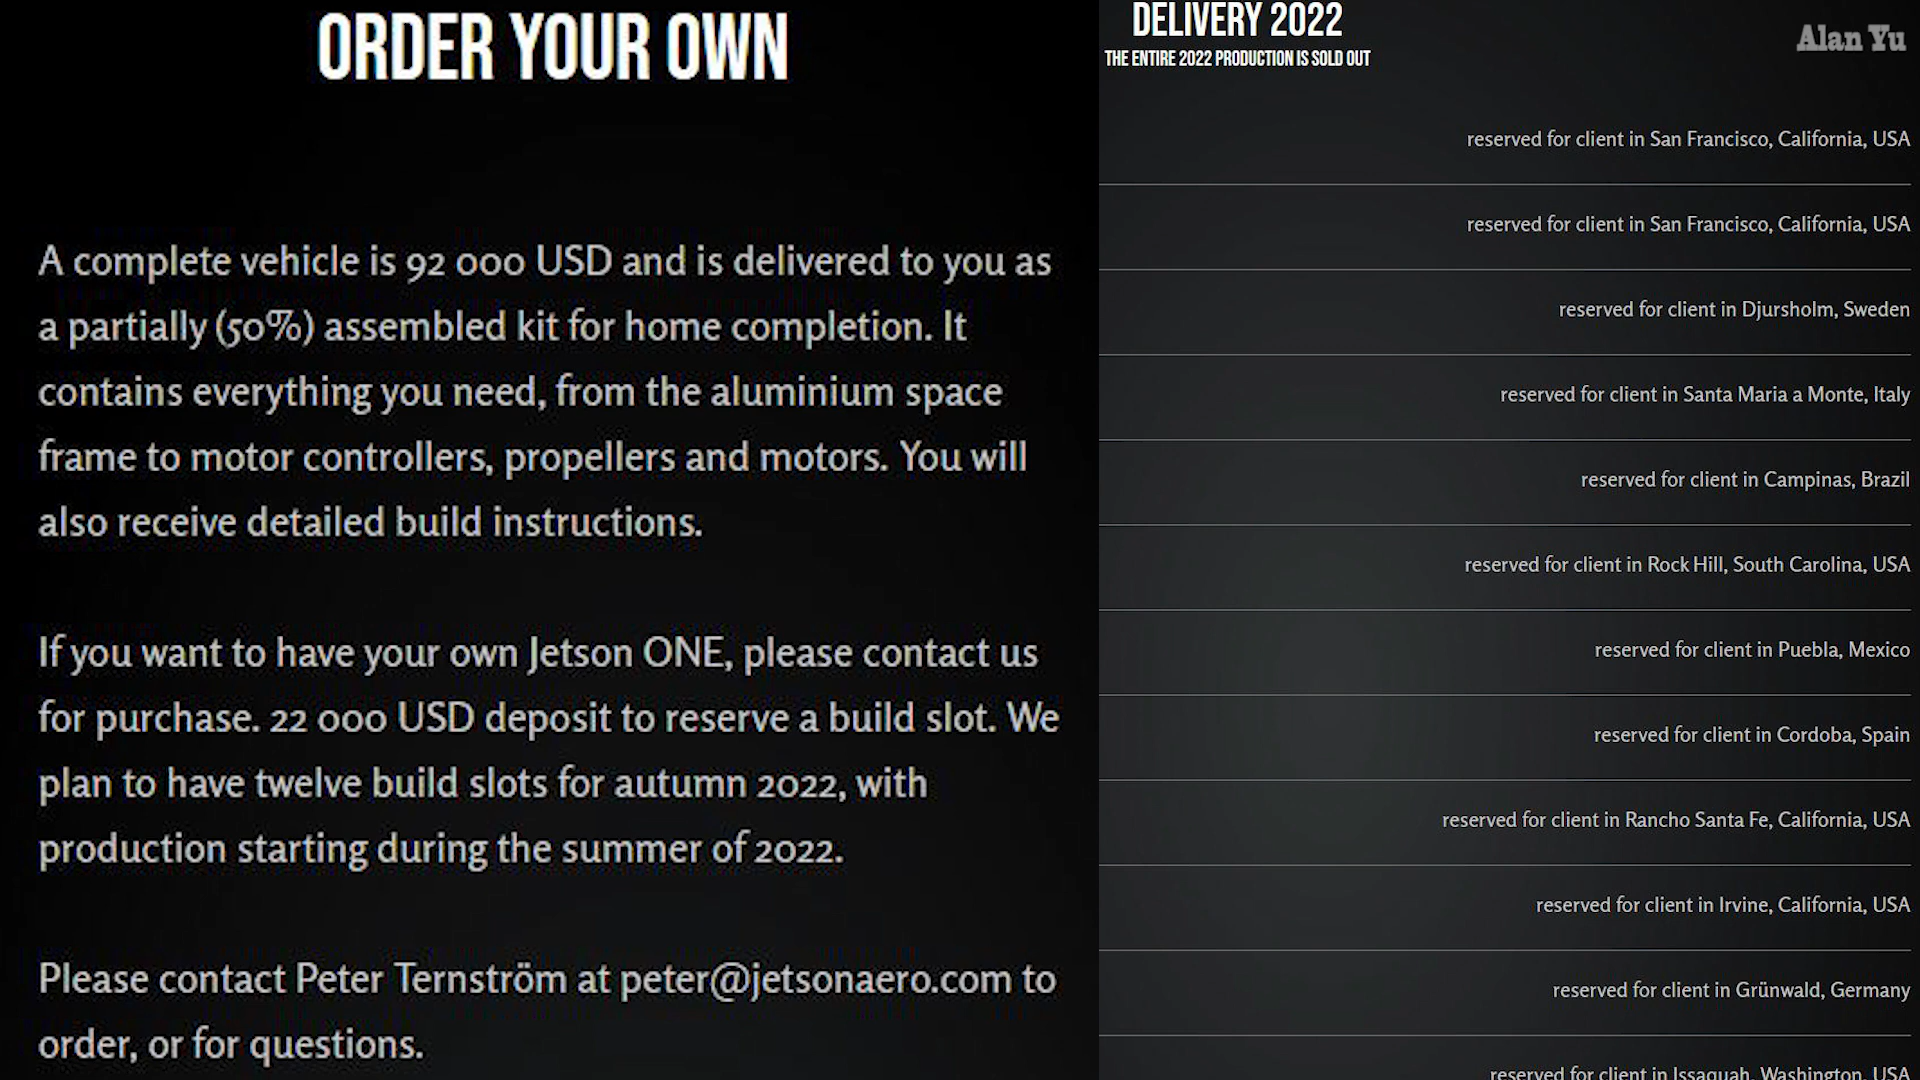 ORDER YOUR OWN
A complete vehicle is 92 000 USD and is delivered to you as
a partially (50%) assembled kit for home completion. It
contains everything you need, from the aluminium space
frame to motor controllers, propellers and motors. You will
also receive detailed build instructions.
If you want to have your own Jetson ONE, please contact us
for purchase. 22 000 USD deposit to reserve a build slot. We
plan to have twelve build slots for autumn 2022, with
production starting during the summer of 2022.
Please contact Peter Ternström at peter@jetsonaero.com to
order, or for questions.
DELIVERY 2022
THE ENTIRE 2022 PRODUCTION IS SOLD OUT
Alan Yu
reserved for client in San Francisco, California, USA
reserved for client in San Francisco, California, USA
reserved for client in Djursholm, Sweden
reserved for client in Santa Maria a Monte, Italy
reserved for client in Campinas, Brazil
reserved for client in Rock Hill, South Carolina, USA
reserved for client in Puebla, Mexico
reserved for client in Cordoba, Spain
reserved for client in Rancho Santa Fe, California, USA
reserved for client in Irvine, California, USA
reserved for client in Grünwald, Germany
reserved for client in Issaquah, Washington, USA